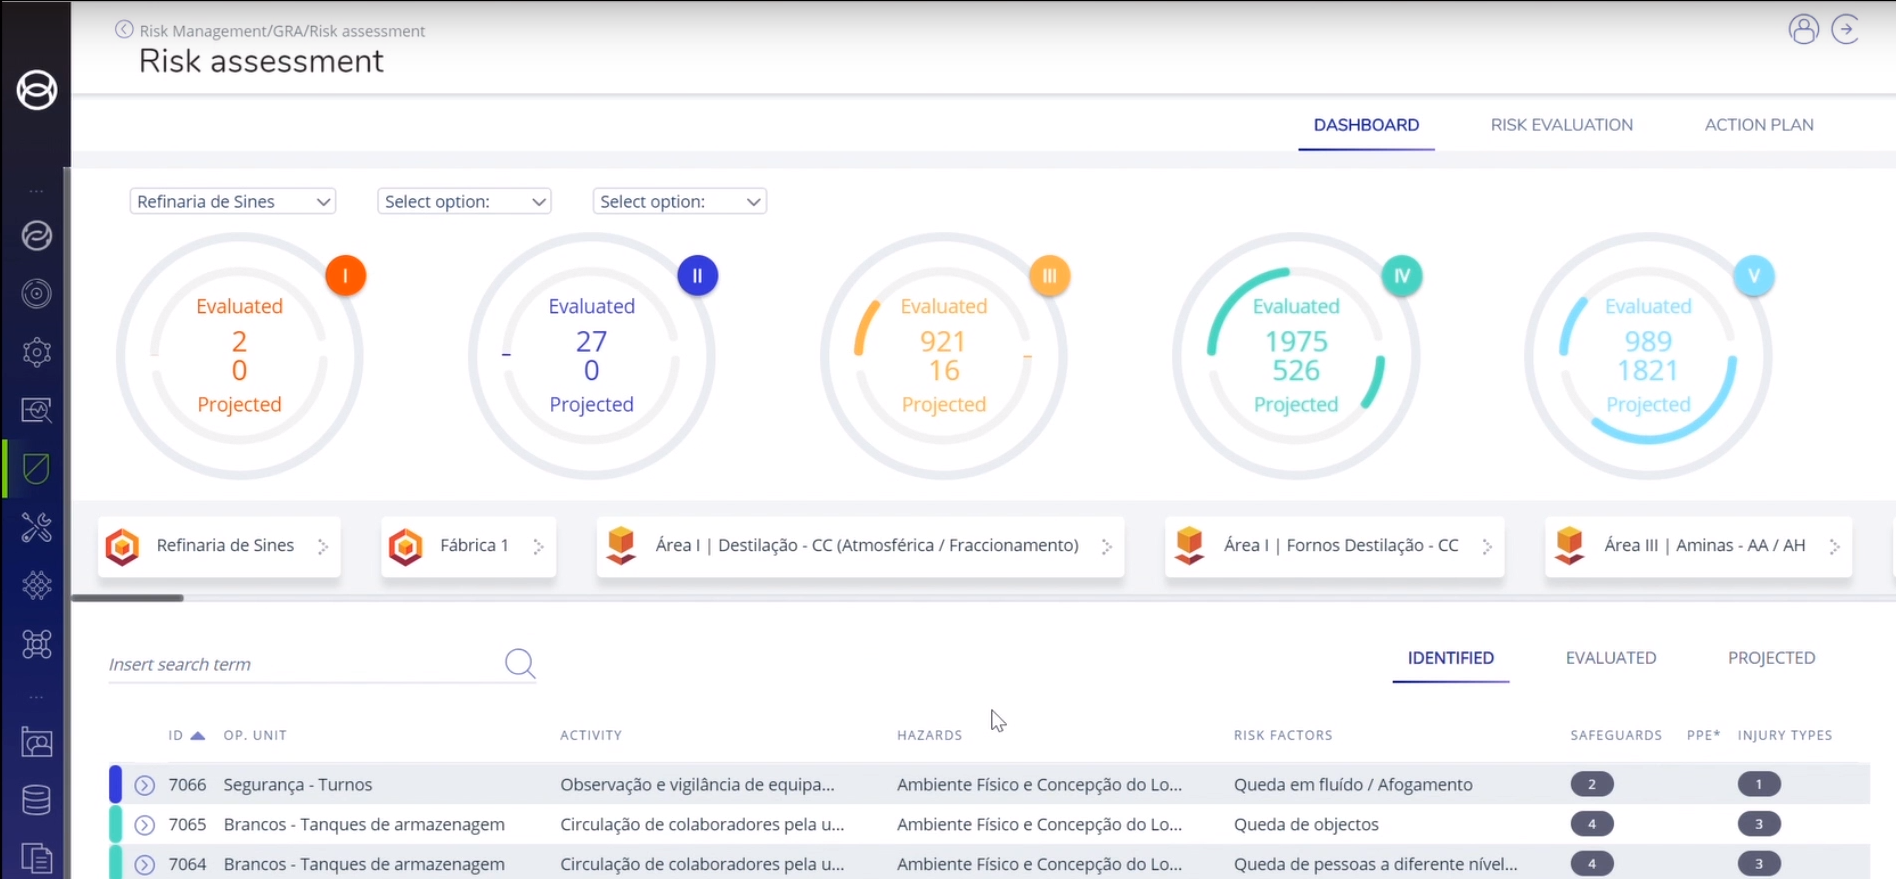 Risk Management/GRA/Risk assessment
Risk assessment
DASHBOARD
RISK EVALUATION
ACTION PLAN
Refinaria de Sines
Select option:
Select option:
I
Evaluated
2
0
Projected
II
Evaluated
27
0
Projected
III
Evaluated
921
16
Projected
IV
Evaluated
1975
526
Projected
V
Evaluated
989
1821
Projected
Refinaria de Sines
Fábrica 1
Área I | Destilação - CC (Atmosférica / Fraccionamento)
Área I | Fornos Destilação - CC
Área III | Aminas - AA / AH
Insert search term
IDENTIFIED
EVALUATED
PROJECTED
ID OP. UNIT ACTIVITY HAZARDS RISK FACTORS SAFEGUARDS PPE* INJURY TYPES
7066 Segurança - Turnos Observação e vigilância de equipa... Ambiente Físico e Concepção do Lo... Queda em fluído / Afogamento 2 1
7065 Brancos - Tanques de armazenagem Circulação de colaboradores pela u... Ambiente Físico e Concepção do Lo... Queda de objectos 4 3
7064 Brancos - Tanques de armazenagem Circulação de colaboradores pela u... Ambiente Físico e Concepção do Lo... Queda de pessoas a diferente nível... 4 3